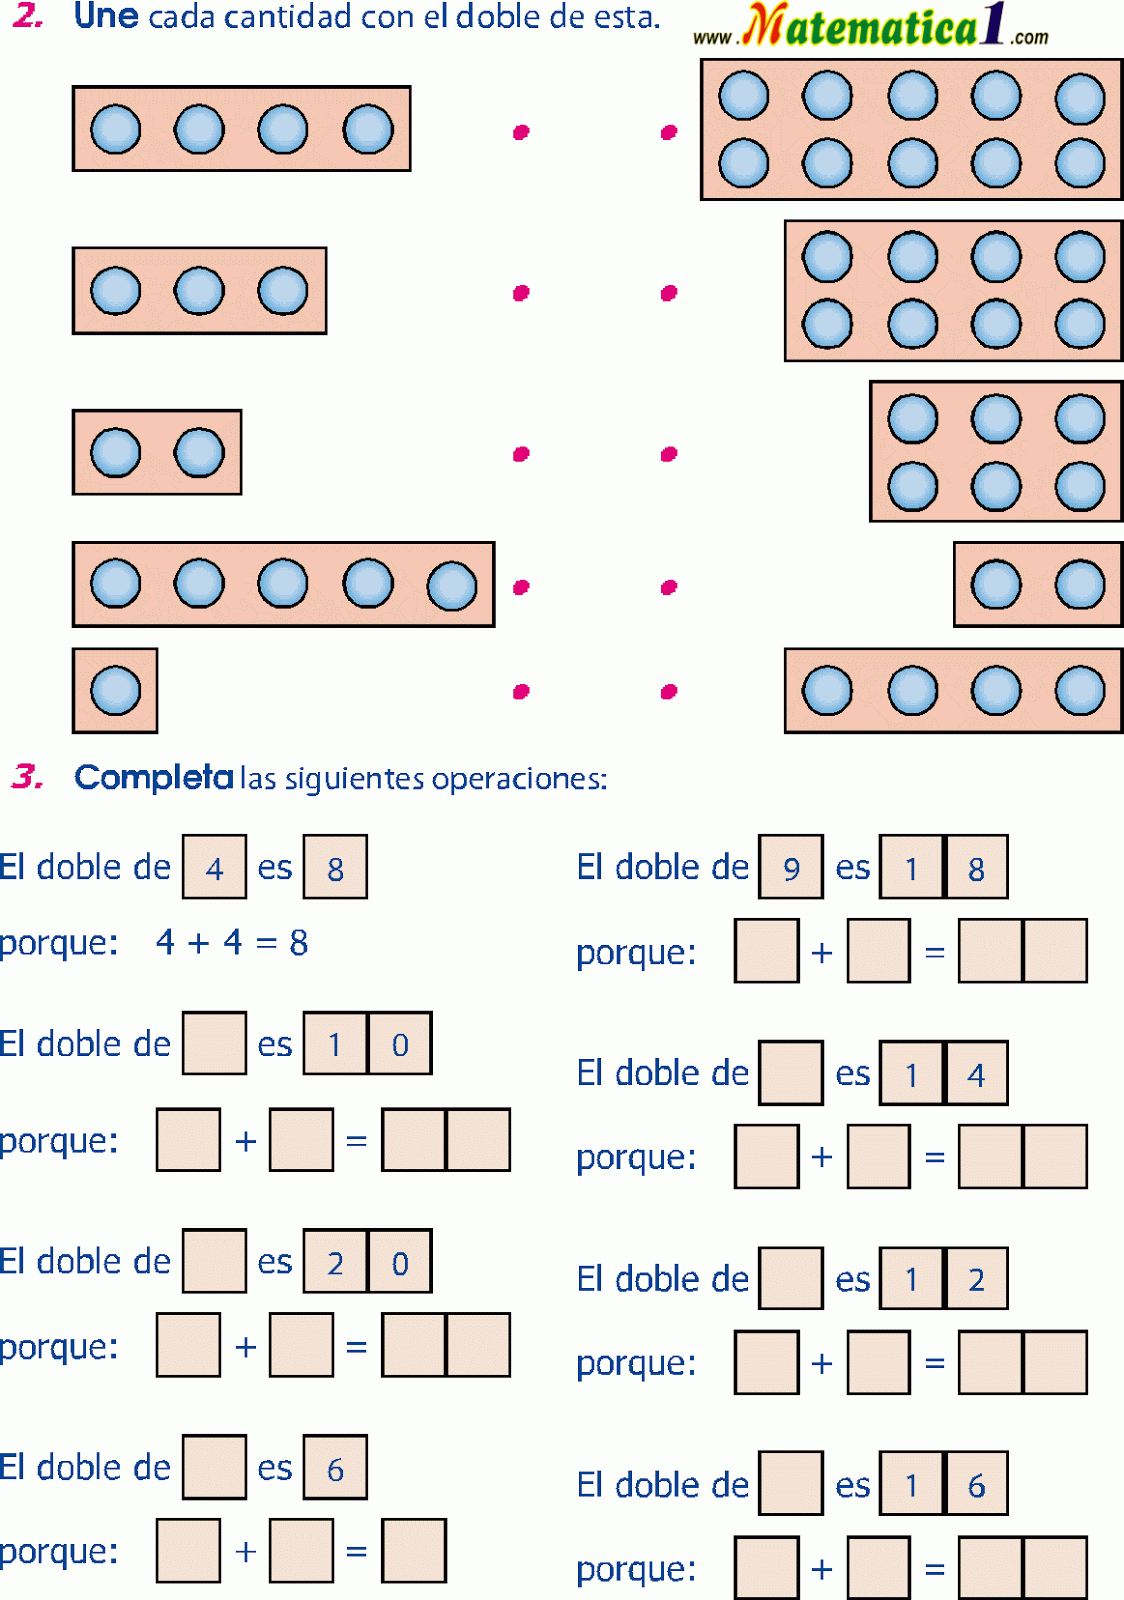 2. Une cada cantidad con el doble de esta.
www.Matematica1.com
3. Completa las siguientes operaciones:
El doble de 4 es 8
porque: 4 + 4 = 8
El doble de es 1 0
porque: + =
El doble de es 2 0
porque: + =
El doble de es 6
porque: + =
El doble de 9 es 1 8
porque: + =
El doble de es 1 4
porque: + =
El doble de es 1 2
porque: + =
El doble de es 1 6
porque: + =